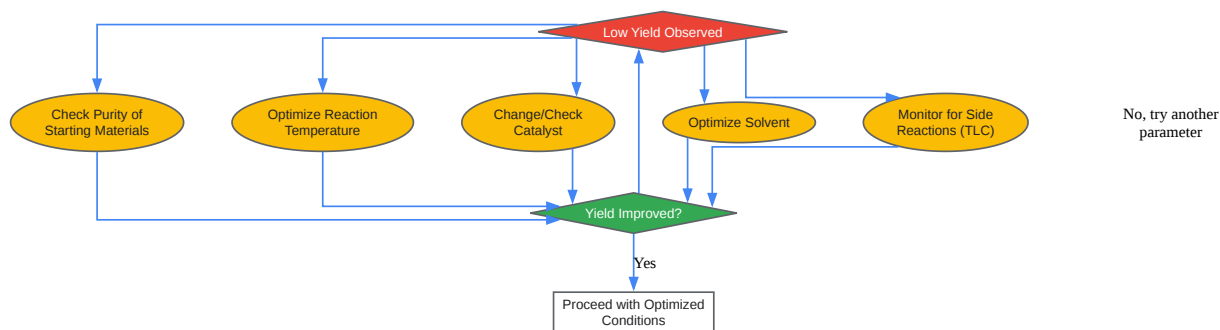 Low Yield Observed
Check Purity of
Starting Materials
Optimize Reaction
Temperature
Change/Check
Catalyst
Optimize Solvent
Monitor for Side
Reactions (TLC)
No, try another
parameter
Yield Improved?
Yes
Proceed with Optimized
Conditions